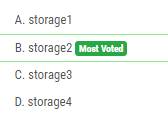 A. storage1
B. storage2 Most Voted
C. storage3
D. storage4